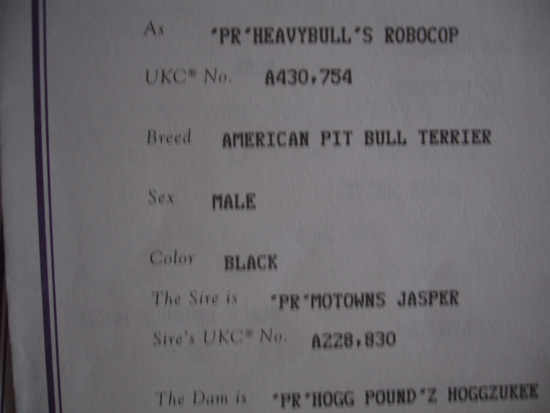 As 'PR'HEAVYBULL'S ROBOCOP
UKC® No. A430,754
Breed AMERICAN PIT BULL TERRIER
Sex MALE
Color BLACK
The Sire is 'PR'MOTOWNS JASPER
Sire's UKC® No. A228,830
The Dam is 'PR'HOGG POUND'Z HOGGZUKEE